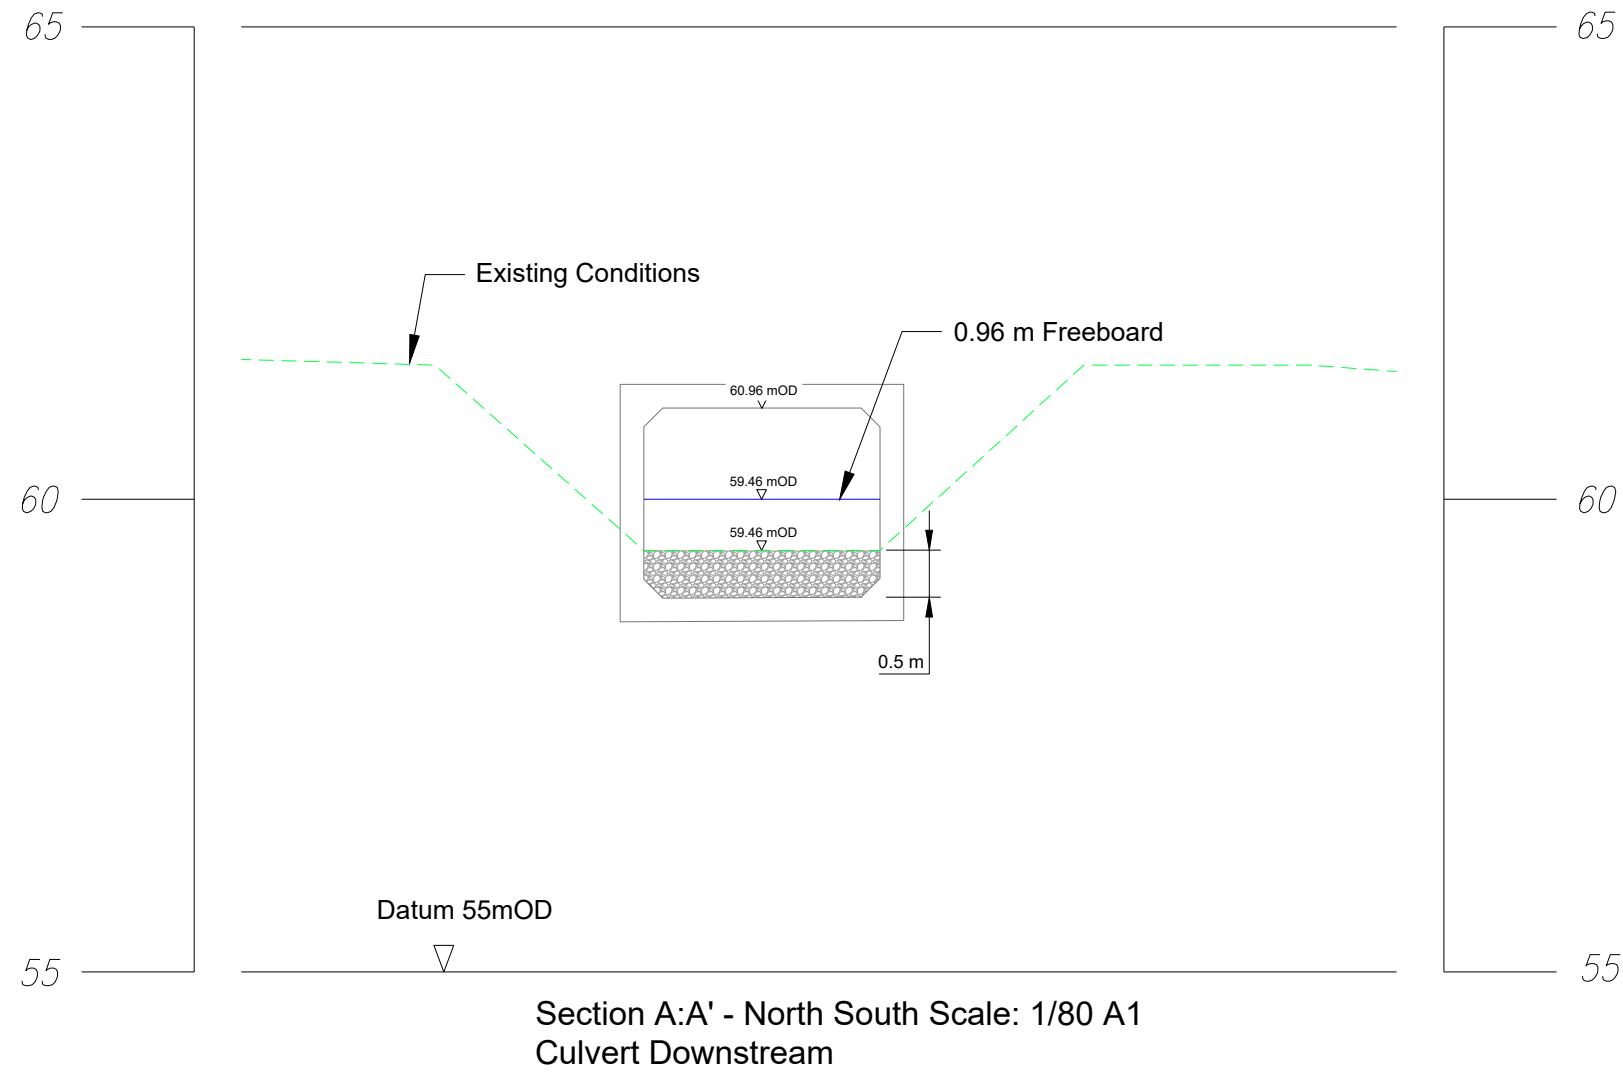 65
65
Existing Conditions
0.96 m Freeboard
60.96 mOD
59.46 mOD
60
60
59.46 mOD
0.5 m
Datum 55mOD
55
55
Section A:A' - North South Scale: 1/80 A1
Culvert Downstream